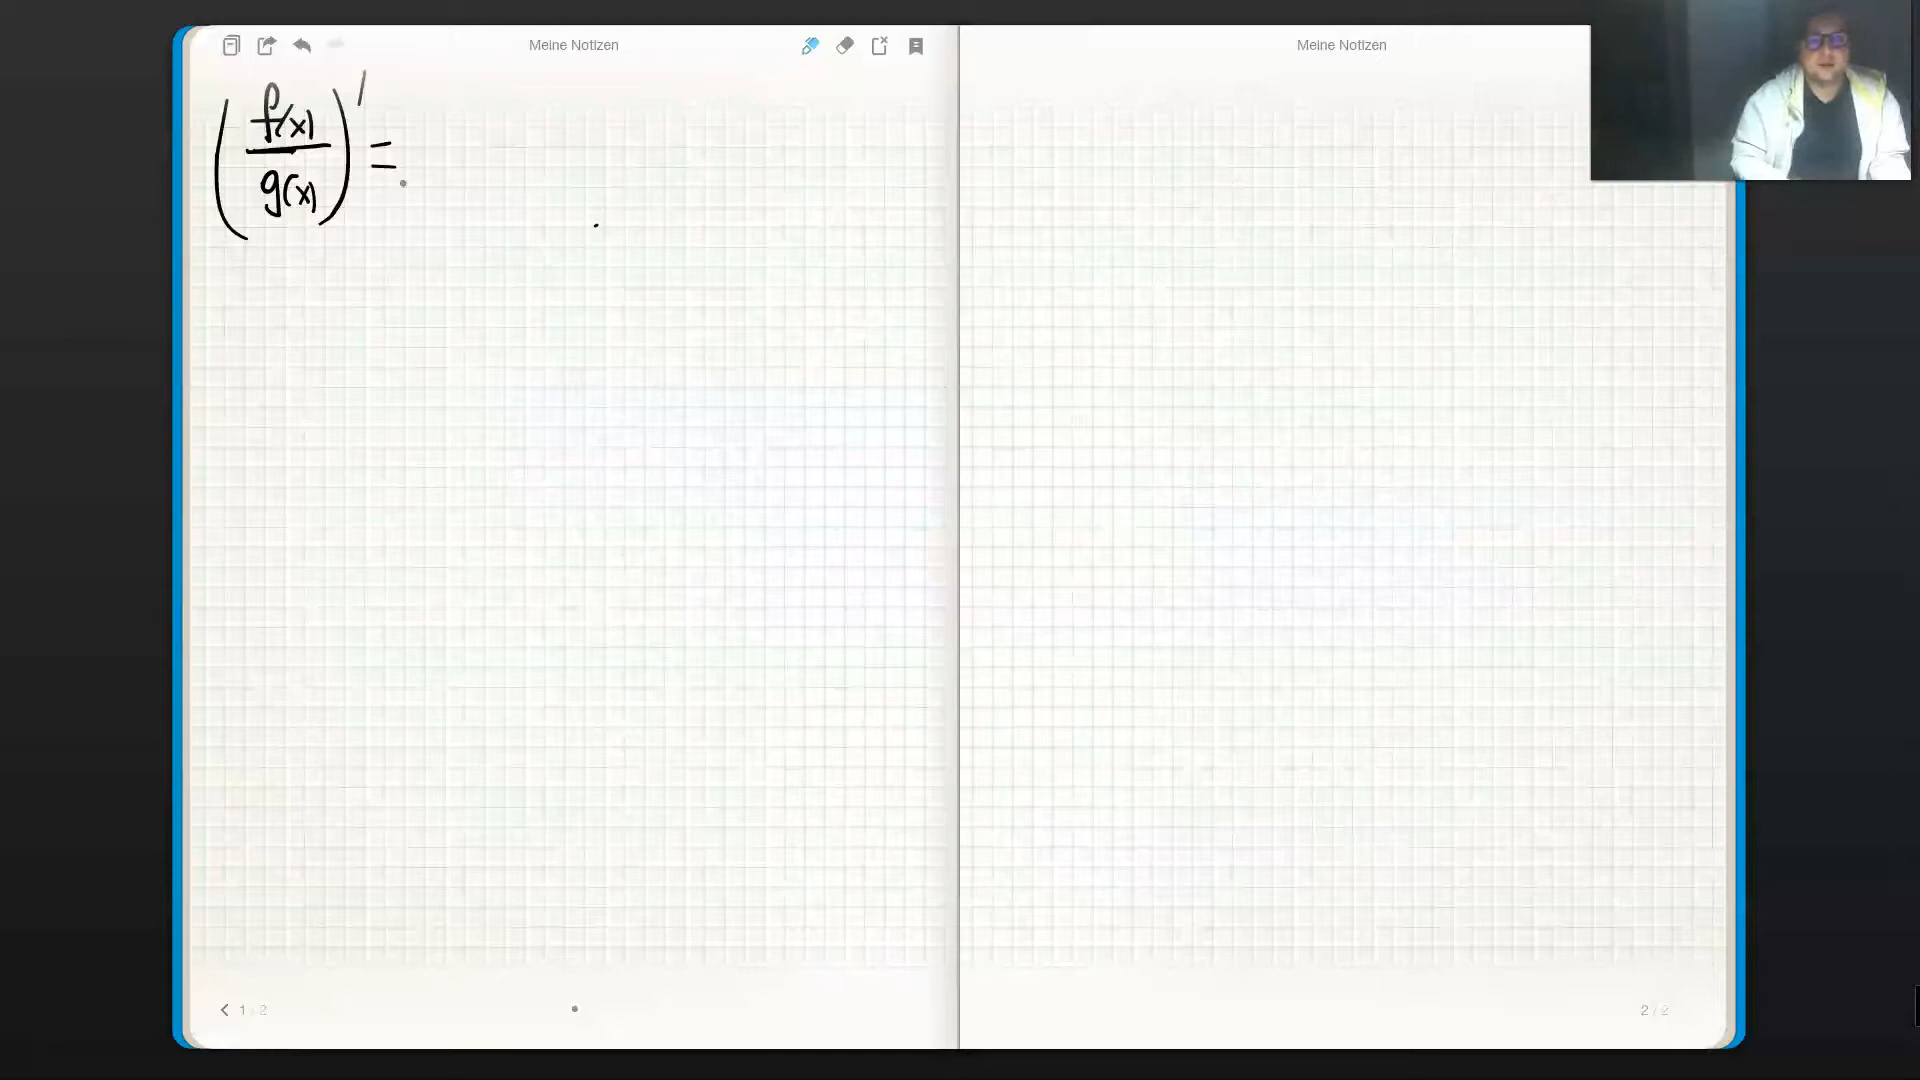 Meine Notizen
Meine Notizen
(f(x)/g(x))' =
1 / 2
2 / 2